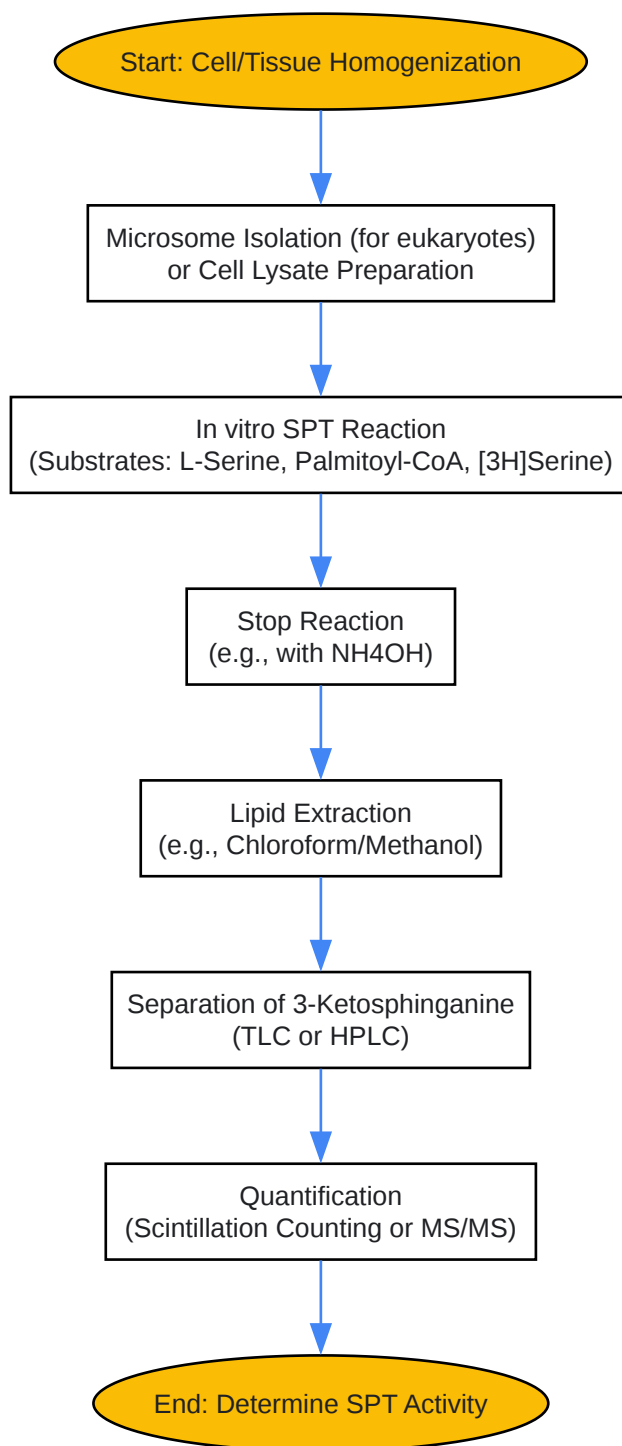 Start: Cell/Tissue Homogenization
Microsome Isolation (for eukaryotes)
or Cell Lysate Preparation
In vitro SPT Reaction
(Substrates: L-Serine, Palmitoyl-CoA, [3H]Serine)
Stop Reaction
(e.g., with NH4OH)
Lipid Extraction
(e.g., Chloroform/Methanol)
Separation of 3-Ketosphinganine
(TLC or HPLC)
Quantification
(Scintillation Counting or MS/MS)
End: Determine SPT Activity